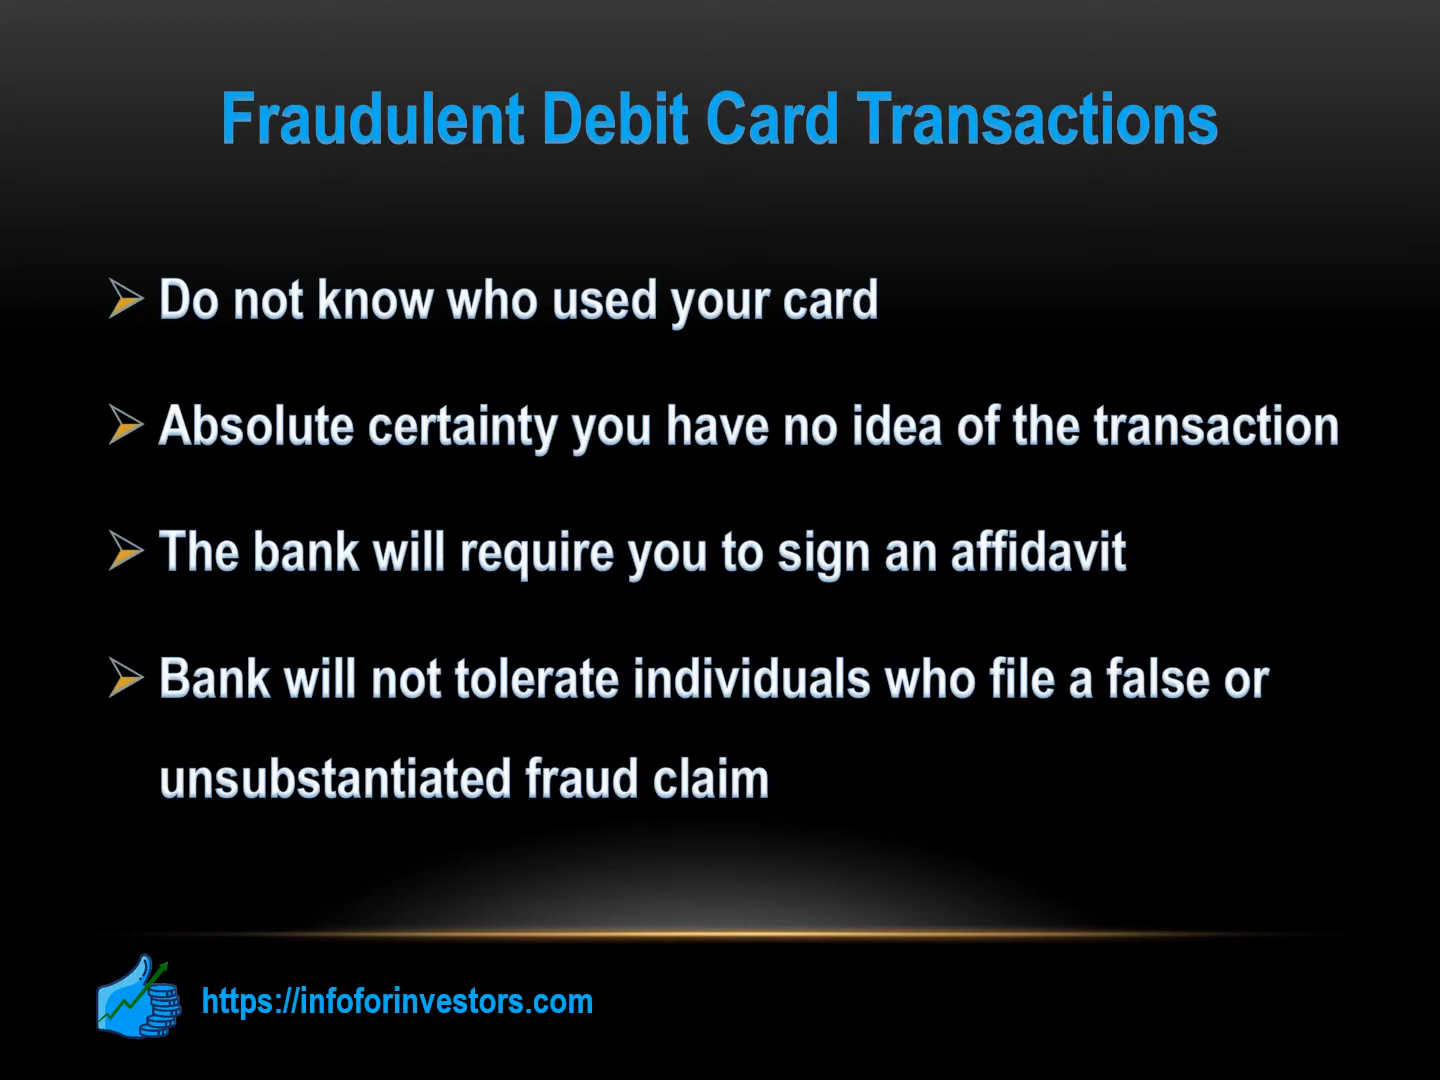 Fraudulent Debit Card Transactions
Do not know who used your card
Absolute certainty you have no idea of the transaction
The bank will require you to sign an affidavit
Bank will not tolerate individuals who file a false or
unsubstantiated fraud claim
https://infoforinvestors.com